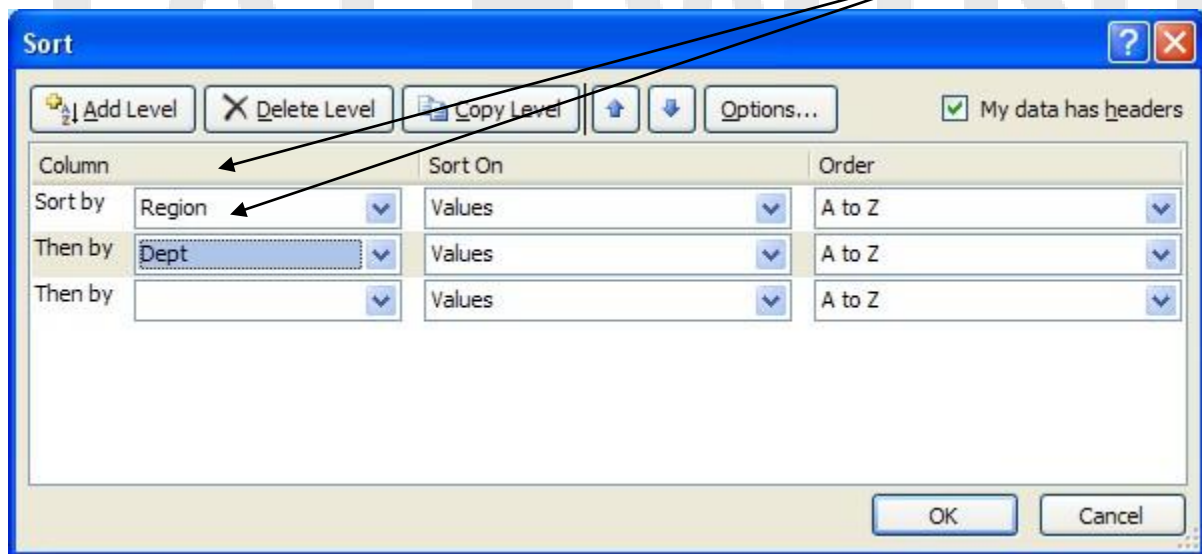 Sort
Add Level Delete Level Copy Level Options... My data has headers
Column Sort On Order
Sort by Region Values A to Z
Then by Dept Values A to Z
Then by Values A to Z
OK Cancel